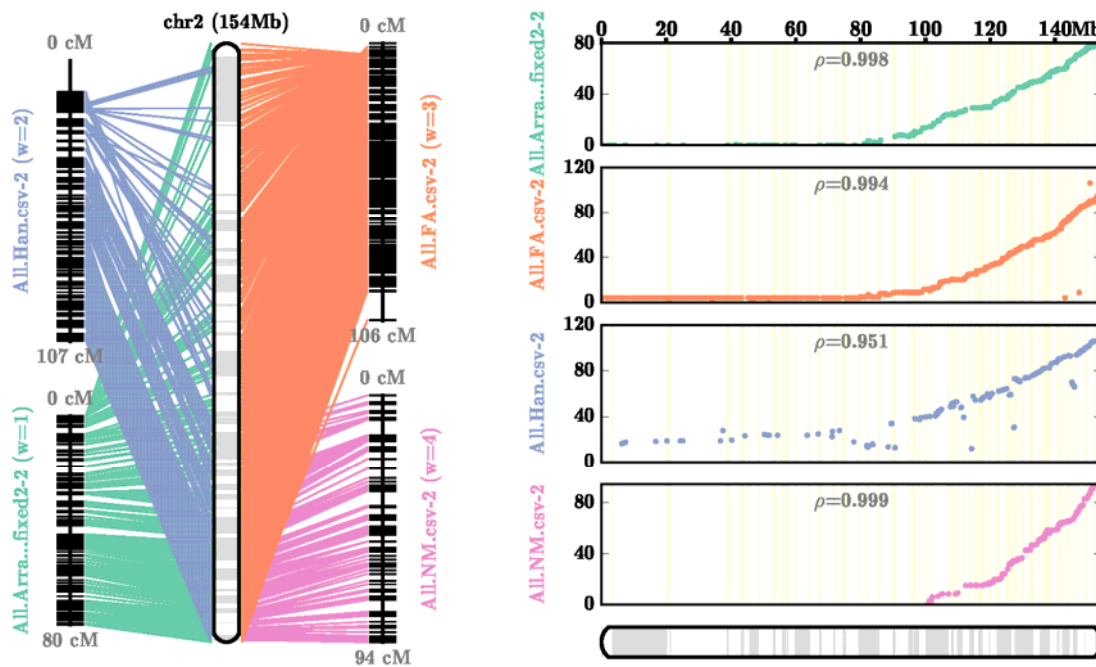 chr2 (154Mb)
0 cM
All.Han.csv-2 (w=2)
107 cM
0 cM
All.Arra...fixed2-2 (w=1)
80 cM
0 cM
All.FA.csv-2 (w=3)
106 cM
0 cM
All.NM.csv-2 (w=4)
94 cM
0 20 40 60 80 100 120 140Mb
All.Arra...fixed2-2
80
40
0
ρ=0.998
All.FA.csv-2
120
80
40
0
ρ=0.994
All.Han.csv-2
120
80
40
0
ρ=0.951
All.NM.csv-2
80
40
0
ρ=0.999